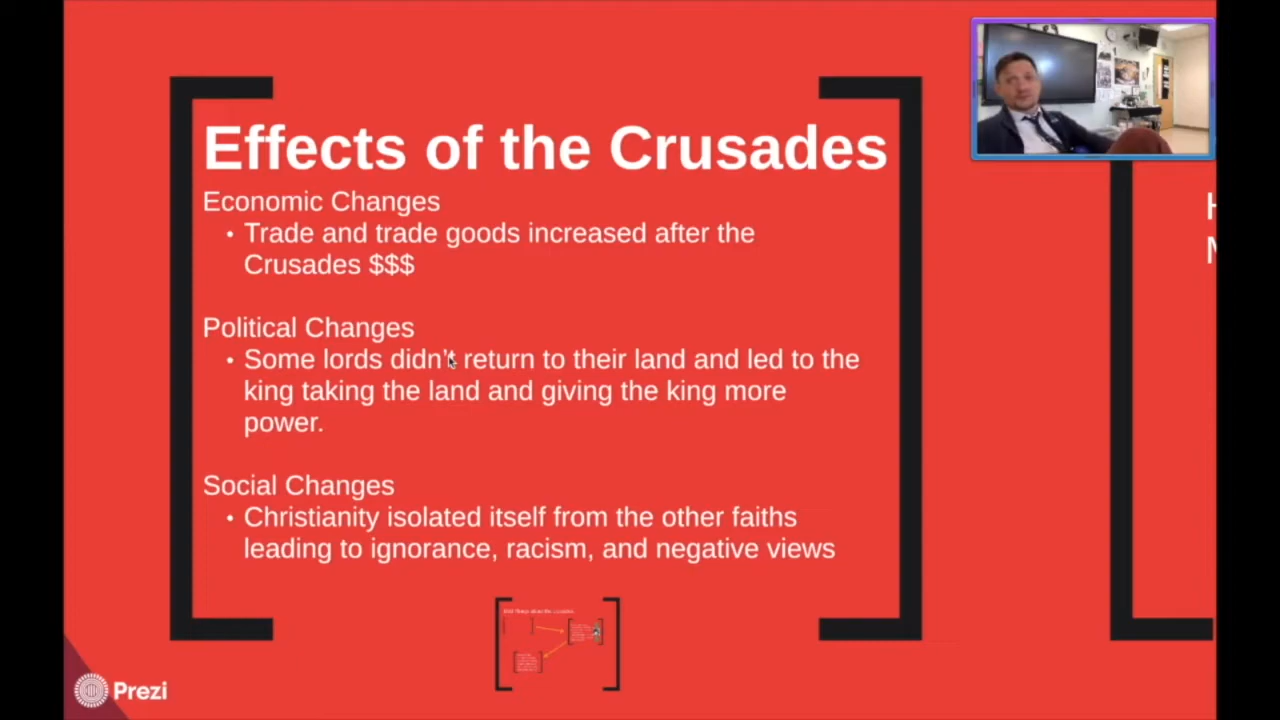 Effects of the Crusades
Economic Changes
• Trade and trade goods increased after the
Crusades $$$
Political Changes
• Some lords didn't return to their land and led to the
king taking the land and giving the king more
power.
Social Changes
• Christianity isolated itself from the other faiths
leading to ignorance, racism, and negative views
Prezi